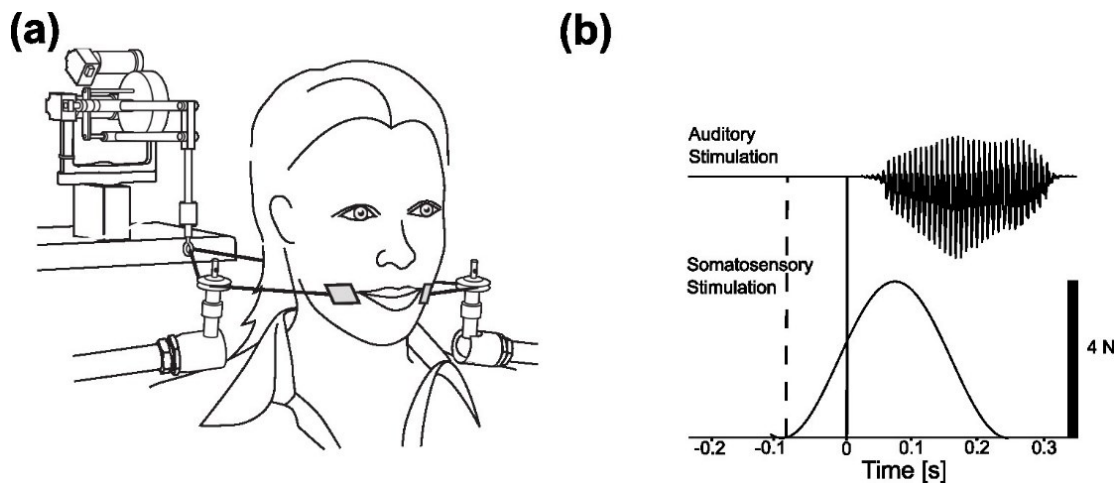 (a)
(b)
Auditory
Stimulation
Somatosensory
Stimulation
4 N
-0.2 -0.1 0 0.1 0.2 0.3
Time [s]